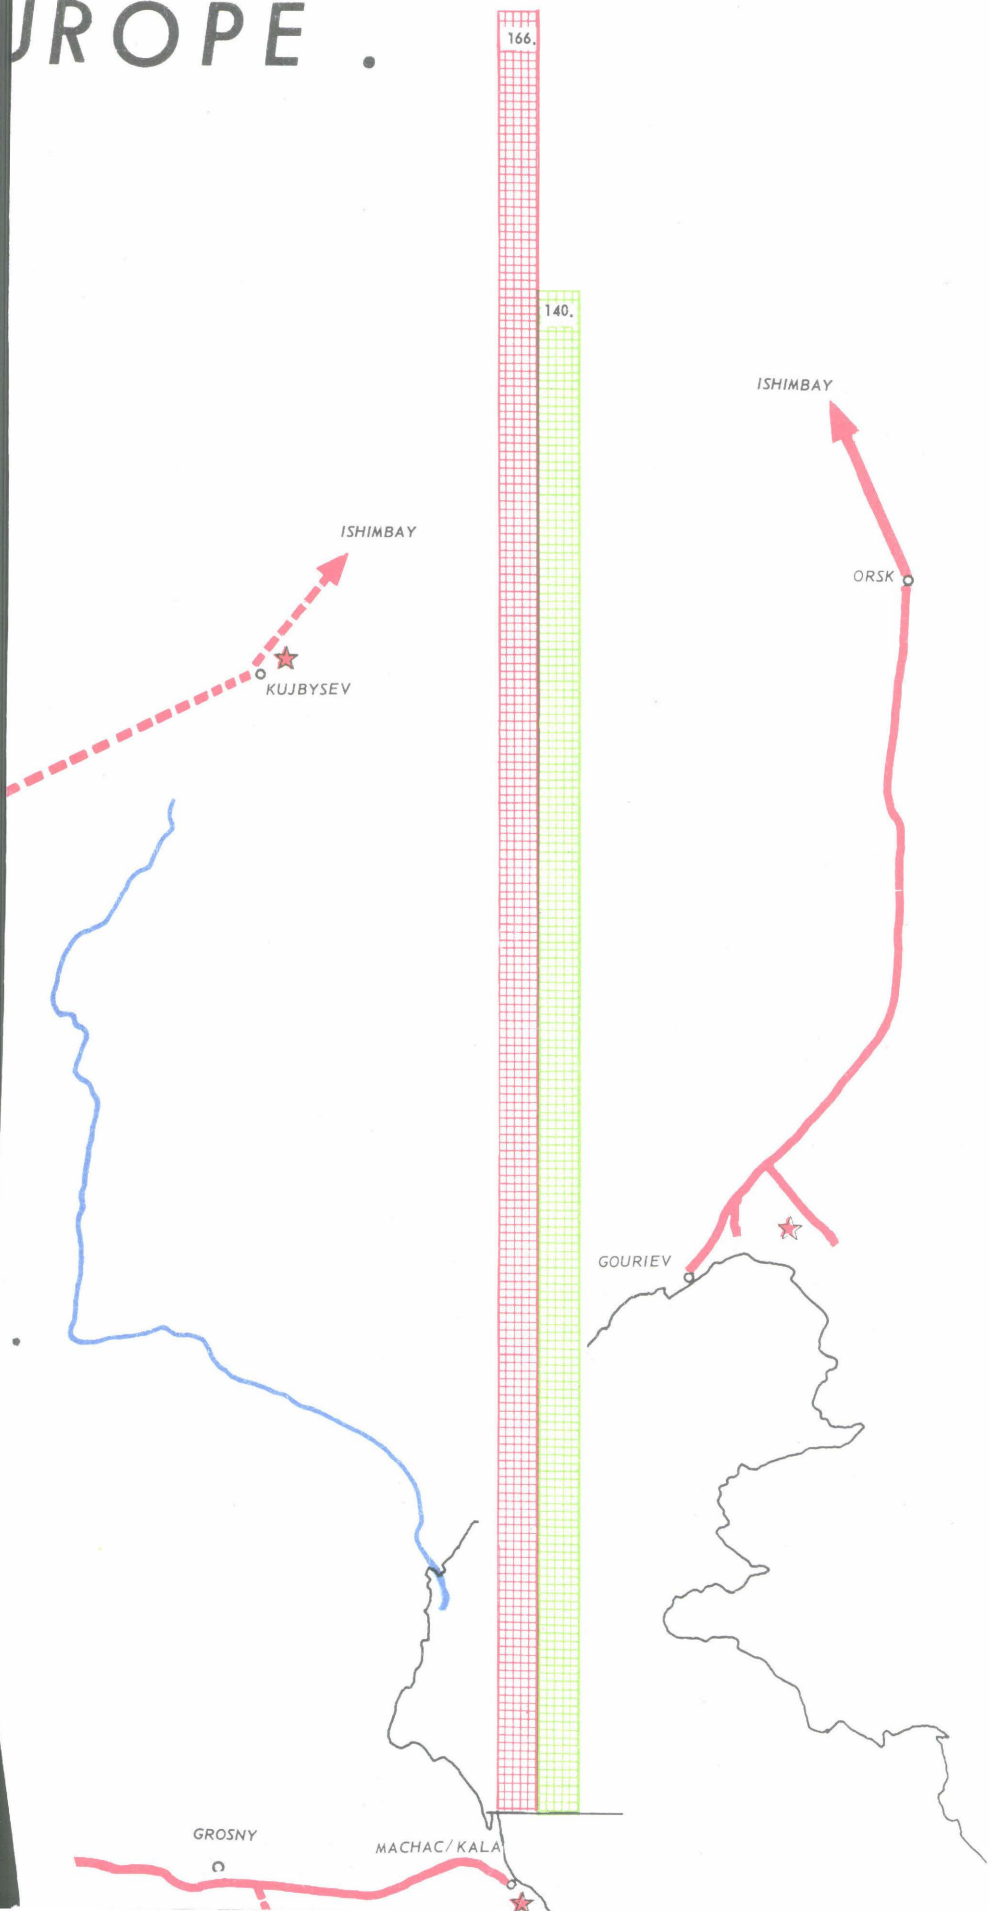 UROPE .
166.
140.
ISHIMBAY
ISHIMBAY
ORSK
KUJBYSEV
GOURIEV
GROSNY
MACHAC/KALA